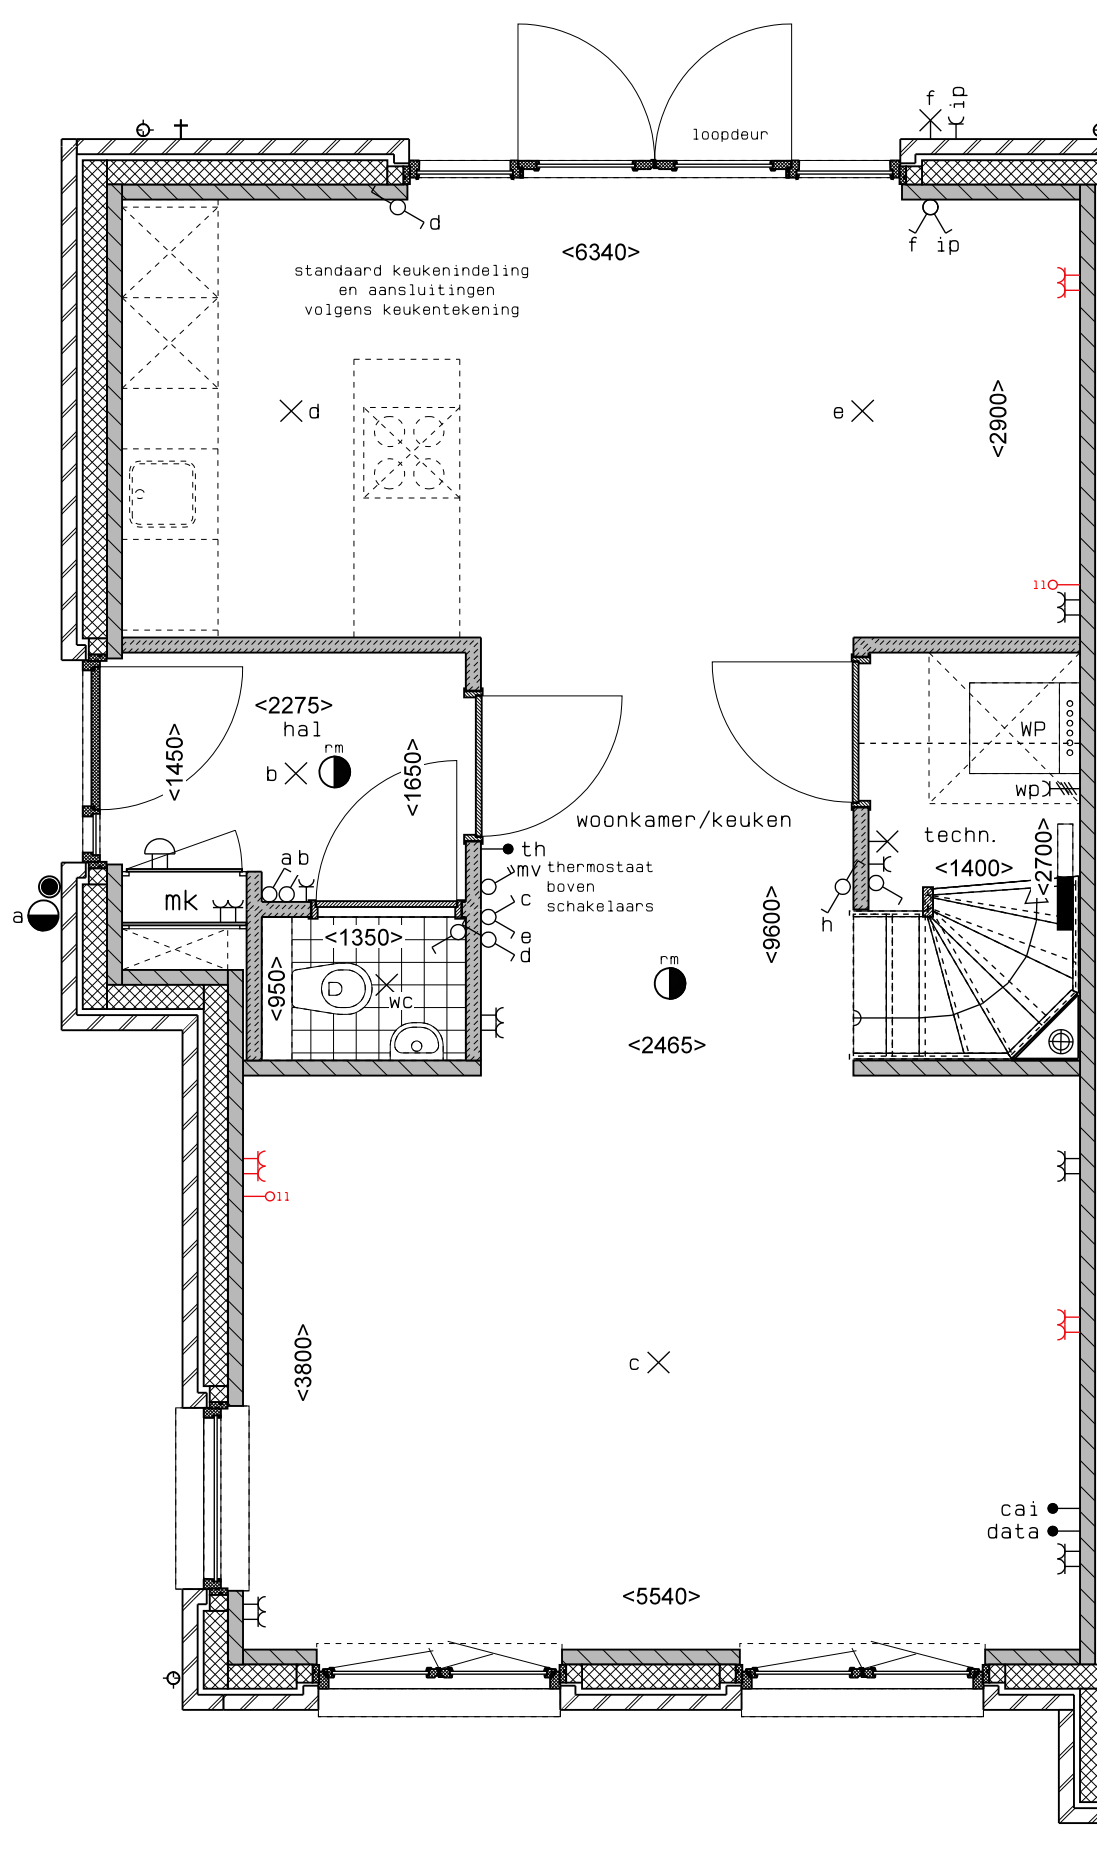 f
ip
loopdeur
d
f ip
<6340>
standaard keukenindeling
en aansluitingen
volgens keukentekening
d
e
<2900>
11
<2275>
hal
rm
b
<1450>
<1650>
WP
wp
woonkamer/keuken
techn.
<1400>
<2700>
th
mv
thermostaat
boven
schakelaars
a b
mk
a
c
e
d
h
<1350>
<950>
wc
<9600>
rm
<2465>
11
<3800>
c
cai
data
<5540>